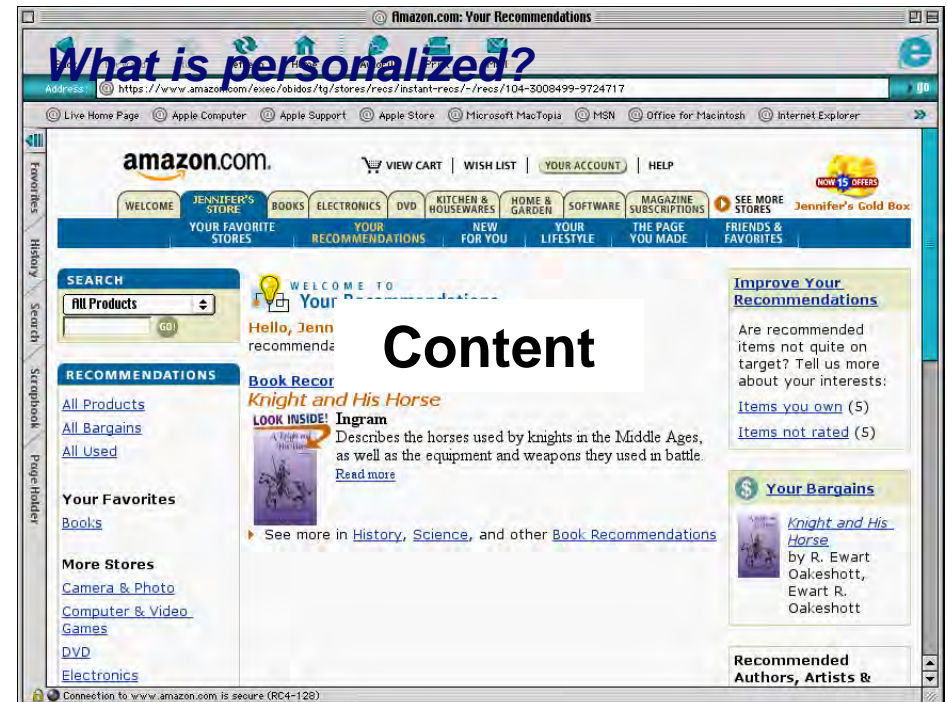 Amazon.com: Your Recommendations
What is personalized?
Address: https://www.amazon.com/exec/obidos/tg/stores/recs/instant-recs/-/recs/104-3008499-9724717 go
Live Home Page Apple Computer Apple Support Apple Store Microsoft MacTopia MSN Office for Macintosh Internet Explorer
Favorites
History
Search
Scrapbook
Page Holder
amazon.com.
VIEW CART | WISH LIST | YOUR ACCOUNT | HELP
NOW 15 OFFERS
Jennifer's Gold Box
WELCOME
JENNIFER'S STORE
BOOKS
ELECTRONICS
DVD
KITCHEN & HOUSEWARES
HOME & GARDEN
SOFTWARE
MAGAZINE SUBSCRIPTIONS
SEE MORE STORES
YOUR FAVORITE STORES
YOUR RECOMMENDATIONS
NEW FOR YOU
YOUR LIFESTYLE
THE PAGE YOU MADE
FRIENDS & FAVORITES
SEARCH
All Products
GO!
RECOMMENDATIONS
All Products
All Bargains
All Used
Your Favorites
Books
More Stores
Camera & Photo
Computer & Video
Games
DVD
Electronics
WELCOME TO
Your
Hello, Jenn
recommenda
Content
Book Recor
Knight and His Horse
LOOK INSIDE!
Ingram
Describes the horses used by knights in the Middle Ages,
as well as the equipment and weapons they used in battle.
Read more
See more in History, Science, and other Book Recommendations
Improve Your
Recommendations
Are recommended
items not quite on
target? Tell us more
about your interests:
Items you own (5)
Items not rated (5)
Your Bargains
Knight and His
Horse
by R. Ewart
Oakeshott,
Ewart R.
Oakeshott
Recommended
Authors, Artists &
Connection to www.amazon.com is secure (RC4-128)